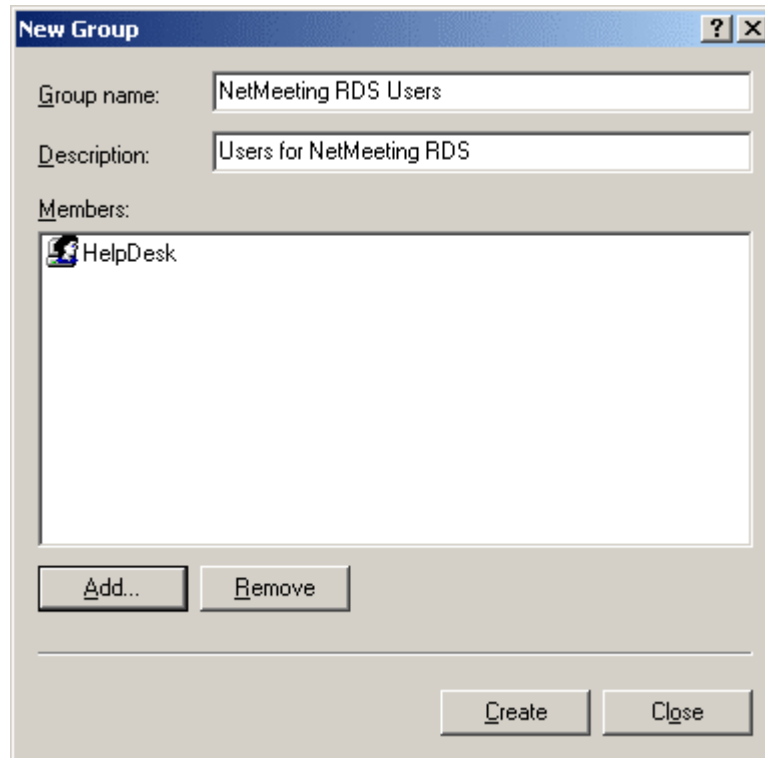 New Group
Group name: NetMeeting RDS Users
Description: Users for NetMeeting RDS
Members:
HelpDesk
Add... Remove
Create Close